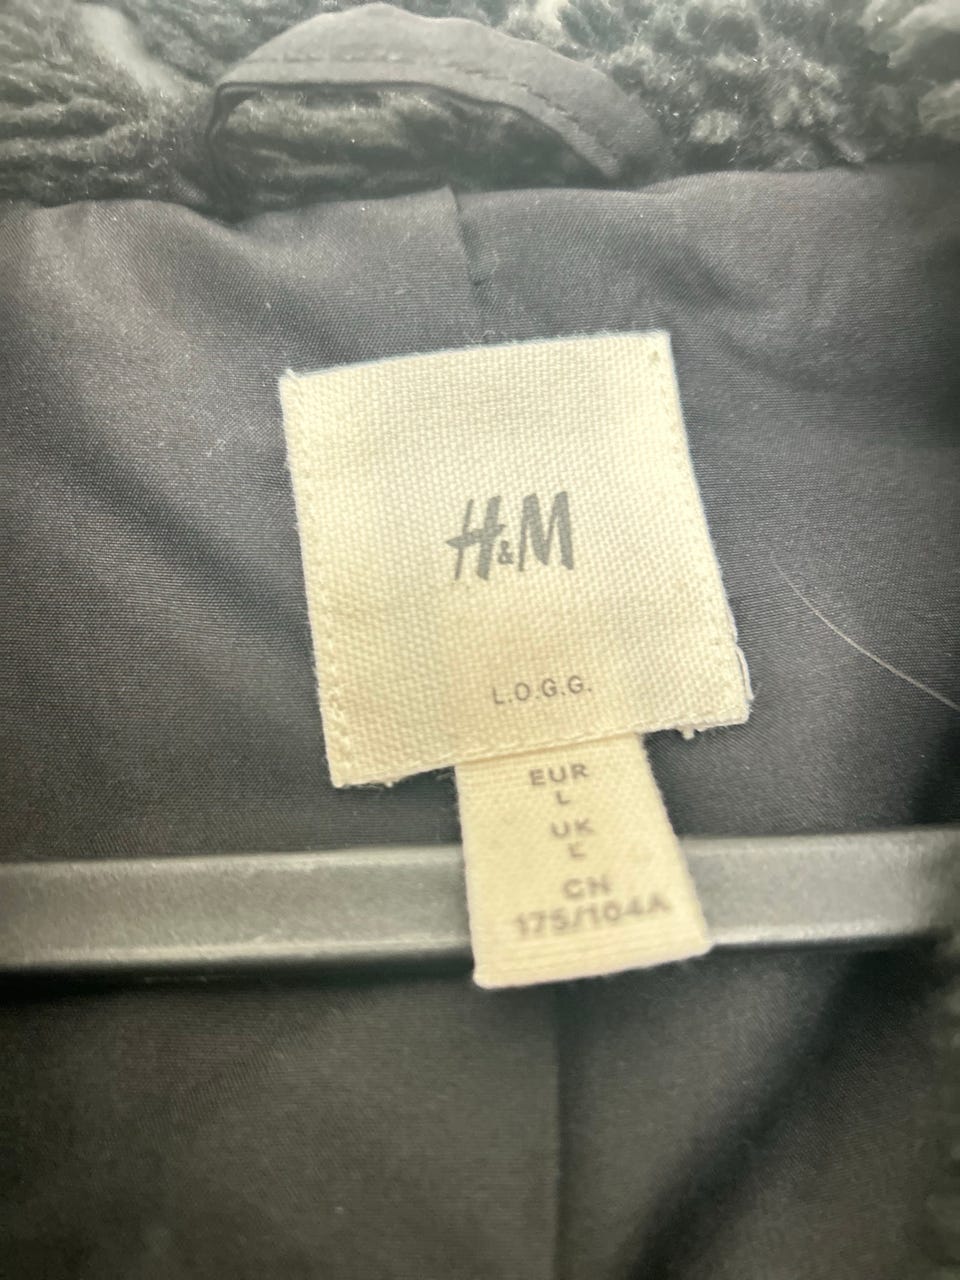 H&M
L.O.G.G.
EUR
L
UK
L
CN
175/104A